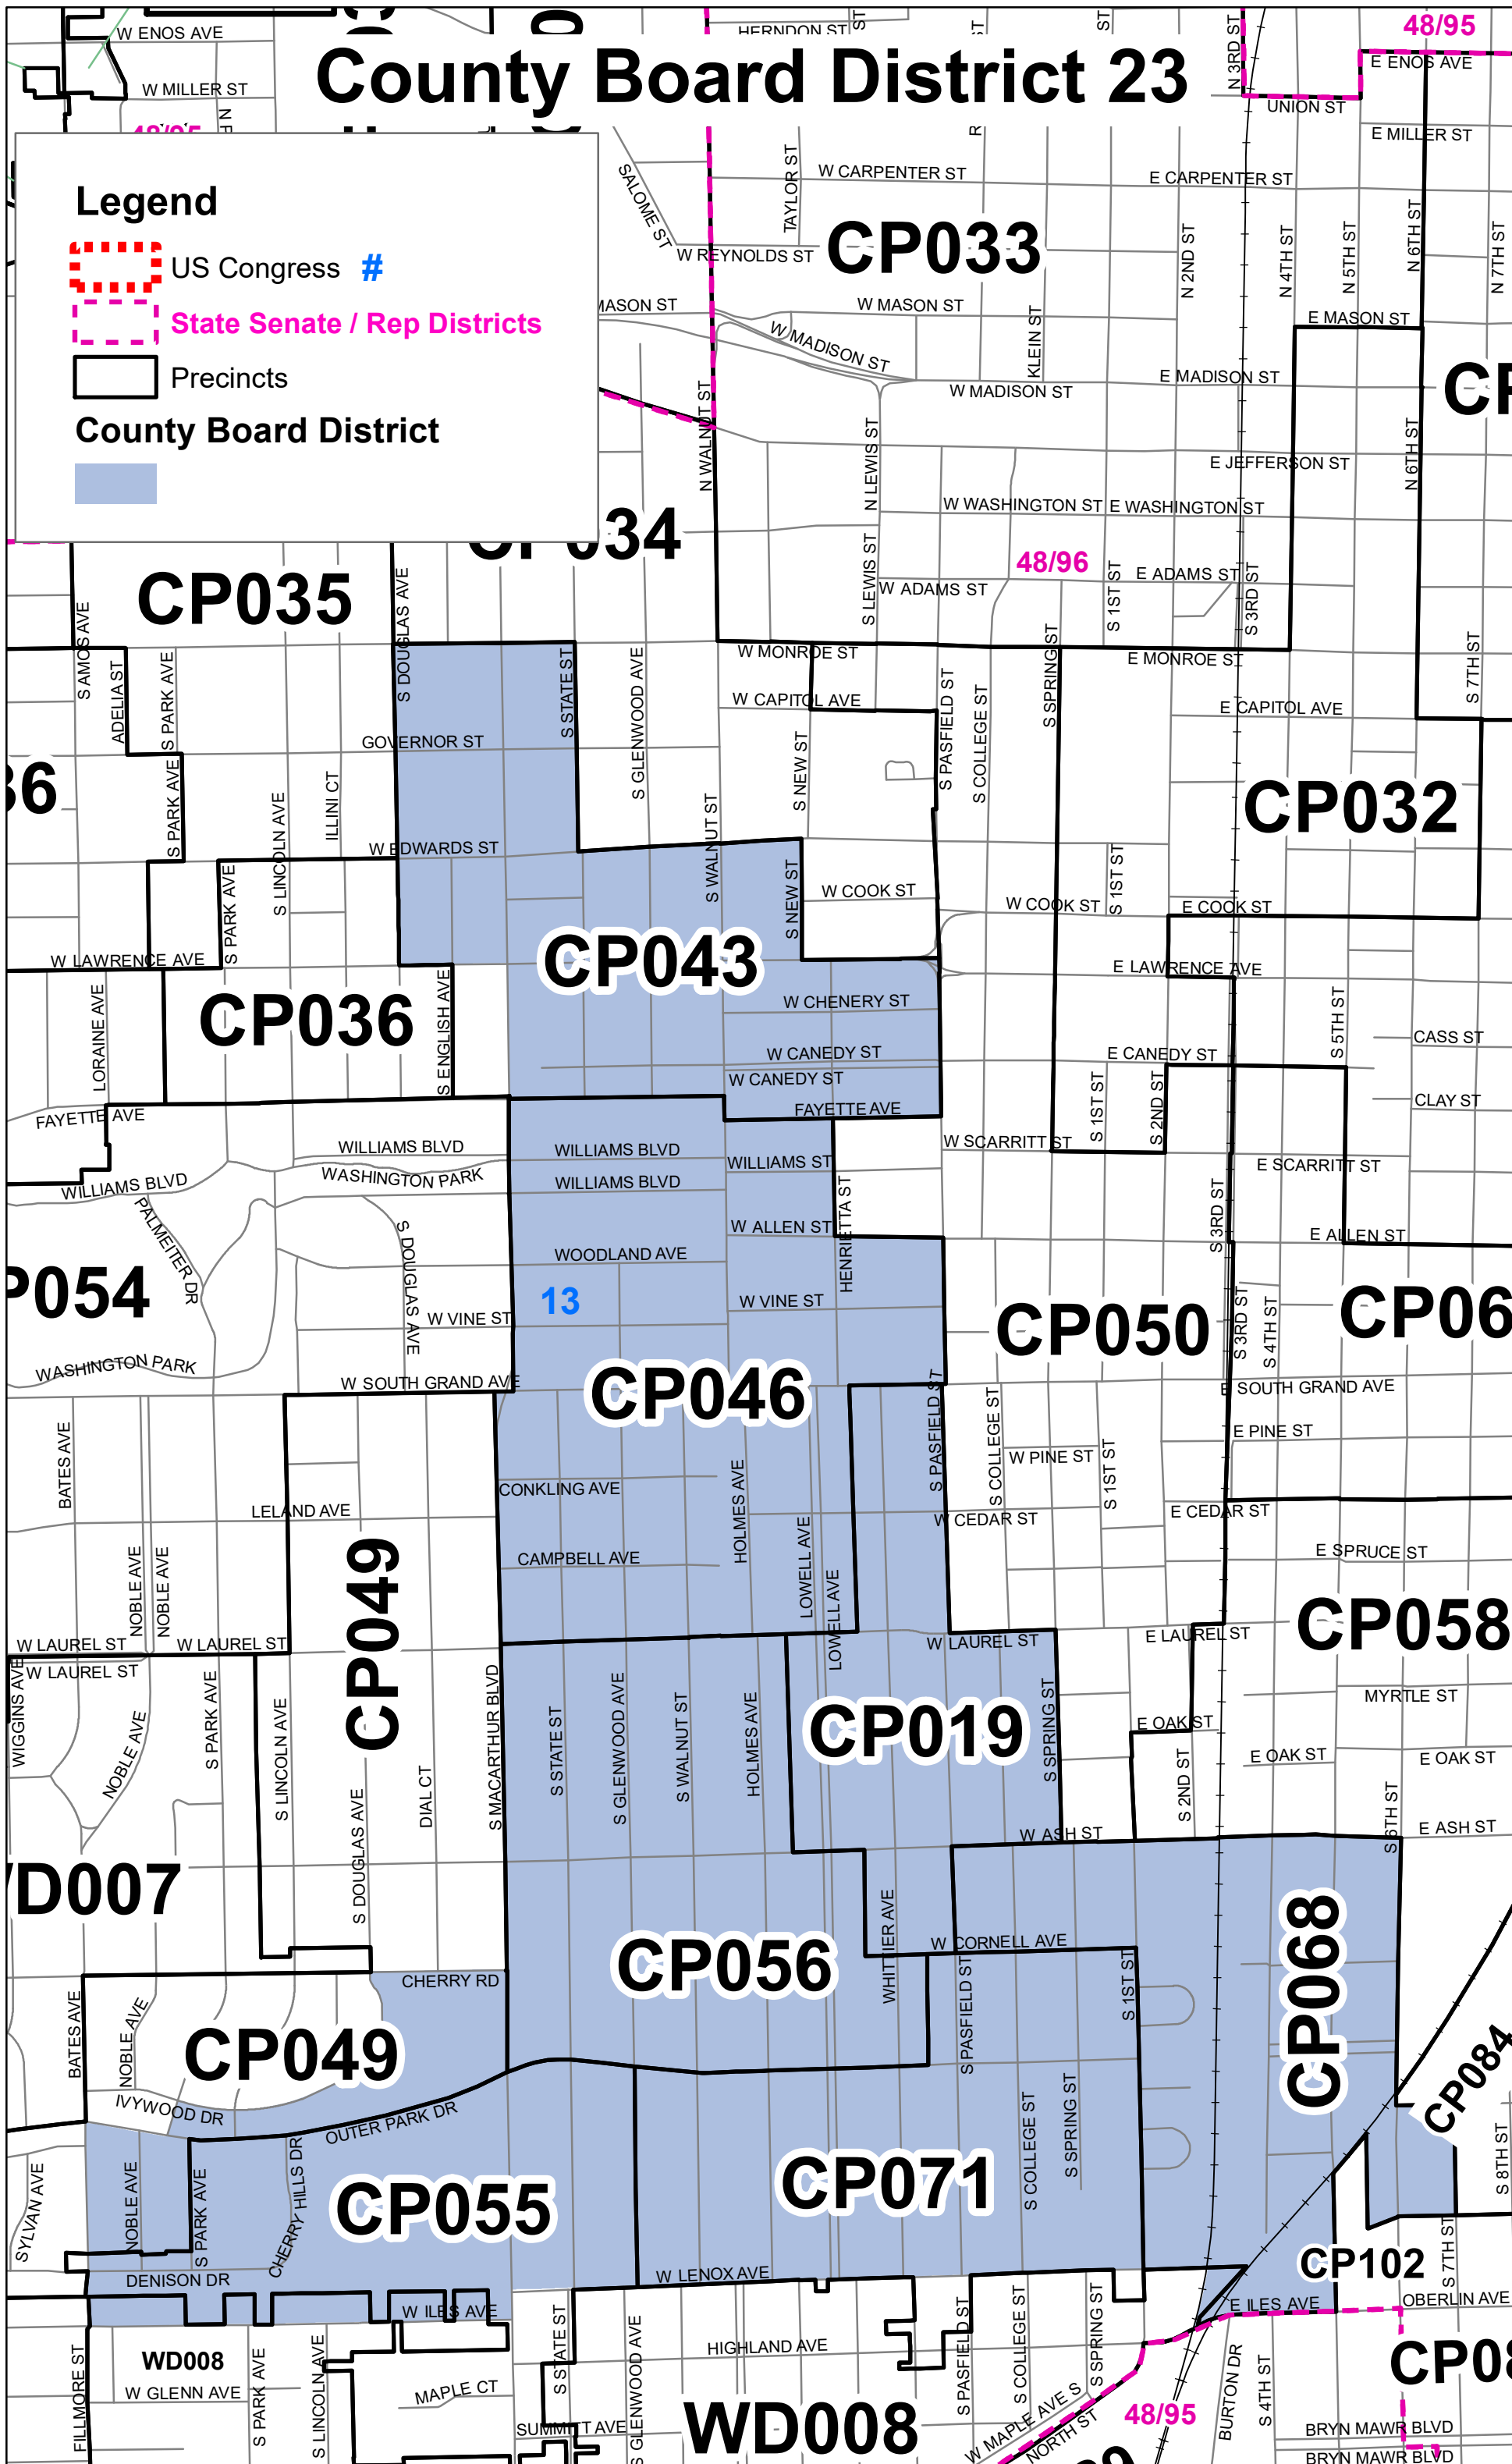 W ENOS AVE
HERNDON ST
48/95
County Board District 23
N 3RD ST
E ENOS AVE
W MILLER ST
UNION ST
E MILLER ST
Legend
US Congress #
State Senate / Rep Districts
Precincts
County Board District
SALOME ST
TAYLOR ST
W CARPENTER ST
E CARPENTER ST
W REYNOLDS ST
CP033
N 2ND ST
N 4TH ST
N 5TH ST
N 6TH ST
N 7TH ST
MASON ST
W MASON ST
E MASON ST
W MADISON ST
KLEIN ST
W MADISON ST
E MADISON ST
N WALNUT ST
N LEWIS ST
E JEFFERSON ST
N 6TH ST
W WASHINGTON ST
E WASHINGTON ST
CP034
48/96
CP035
S DOUGLAS AVE
S LEWIS ST
W ADAMS ST
S 1ST ST
E ADAMS ST
S 3RD ST
S AMOS AVE
ADELIA ST
S PARK AVE
S STATE ST
S GLENWOOD AVE
W MONROE ST
S SPRING ST
E MONROE ST
S 7TH ST
W CAPITOL AVE
S PASFIELD ST
S COLLEGE ST
E CAPITOL AVE
GOVERNOR ST
36
S PARK AVE
S LINCOLN AVE
ILLINI CT
S WALNUT ST
S NEW ST
CP032
W EDWARDS ST
S PARK AVE
S NEW ST
W COOK ST
W COOK ST
S 1ST ST
E COOK ST
CP043
W LAWRENCE AVE
E LAWRENCE AVE
CP036
LORAINE AVE
S ENGLISH AVE
W CHENERY ST
S 5TH ST
CASS ST
W CANEDY ST
E CANEDY ST
W CANEDY ST
CLAY ST
FAYETTE AVE
FAYETTE AVE
S 1ST ST
S 2ND ST
WILLIAMS BLVD
WILLIAMS BLVD
WILLIAMS ST
W SCARRITT ST
E SCARRITT ST
WILLIAMS BLVD
WASHINGTON PARK
WILLIAMS BLVD
PALMEITER DR
S DOUGLAS AVE
W ALLEN ST
HENRIETTA ST
S 3RD ST
E ALLEN ST
WOODLAND AVE
P054
13
W VINE ST
W VINE ST
CP050
S 3RD ST
S 4TH ST
CP06
WASHINGTON PARK
W SOUTH GRAND AVE
CP046
E SOUTH GRAND AVE
BATES AVE
S PASFIELD ST
S COLLEGE ST
W PINE ST
S 1ST ST
E PINE ST
LELAND AVE
CONKLING AVE
HOLMES AVE
W CEDAR ST
E CEDAR ST
CP049
NOBLE AVE
NOBLE AVE
CAMPBELL AVE
LOWELL AVE
LOWELL AVE
E SPRUCE ST
CP058
W LAUREL ST
W LAUREL ST
W LAUREL ST
W LAUREL ST
E LAUREL ST
WIGGINS AVE
NOBLE AVE
S PARK AVE
S LINCOLN AVE
S MACARTHUR BLVD
S STATE ST
S GLENWOOD AVE
S WALNUT ST
HOLMES AVE
CP019
S SPRING ST
MYRTLE ST
E OAK ST
E OAK ST
E OAK ST
S DOUGLAS AVE
DIAL CT
S 2ND ST
S 6TH ST
W ASH ST
E ASH ST
WD007
WHITTIER AVE
W CORNELL AVE
CP056
CP068
CHERRY RD
BATES AVE
NOBLE AVE
CP049
S PASFIELD ST
S 1ST ST
CP084
IVYWOOD DR
OUTER PARK DR
S COLLEGE ST
S SPRING ST
SYLVAN AVE
NOBLE AVE
S PARK AVE
CHERRY HILLS DR
CP055
CP071
S 8TH ST
S 7TH ST
CP102
DENISON DR
W LENOX AVE
W ILES AVE
E ILES AVE
OBERLIN AVE
WD008
FILLMORE ST
S PARK AVE
S LINCOLN AVE
S STATE ST
S GLENWOOD AVE
HIGHLAND AVE
S PASFIELD ST
S COLLEGE ST
S SPRING ST
BURTON DR
S 4TH ST
CP08
W GLENN AVE
MAPLE CT
SUMMITT AVE
WD008
W MAPLE AVE S
NORTH ST
48/95
BRYN MAWR BLVD
BRYN MAWR BLVD